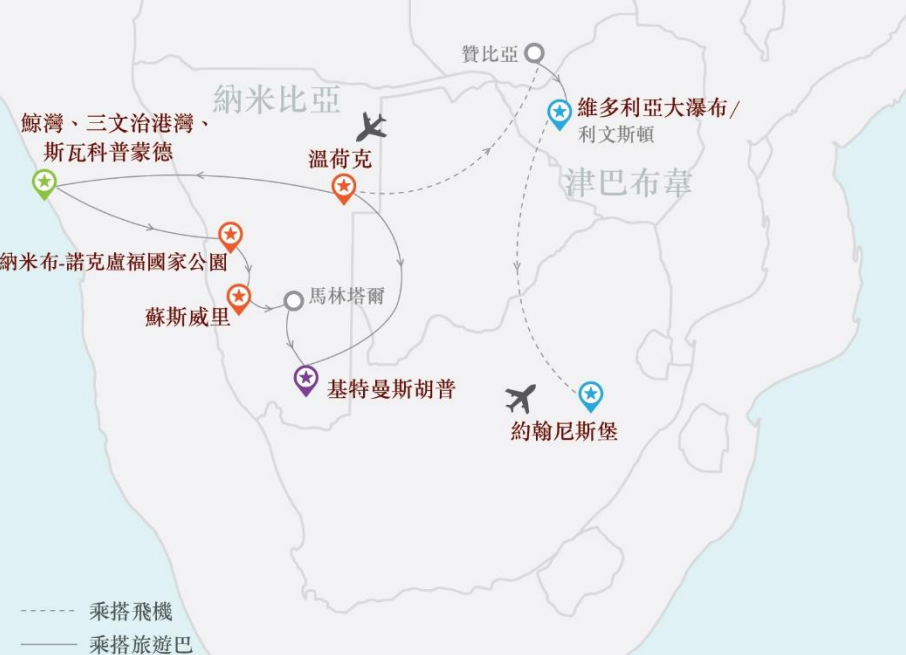 贊比亞
納米比亞
維多利亞大瀑布/
利文斯頓
鯨灣、三文治港灣、
斯瓦科普蒙德
溫荷克
津巴布韋
納米布-諾克盧福國家公園
蘇斯威里
馬林塔爾
基特曼斯胡普
約翰尼斯堡
乘搭飛機
乘搭旅遊巴